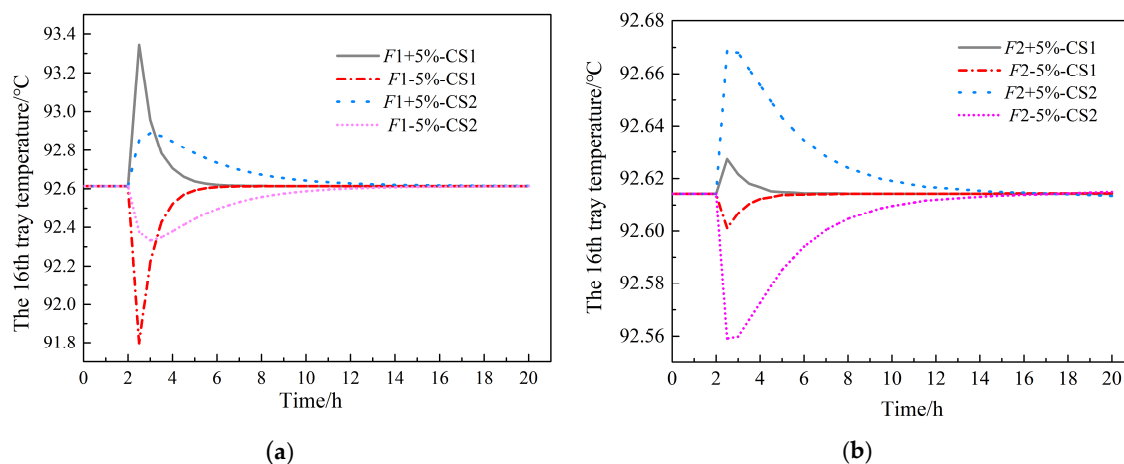 93.4
93.2
93.0
92.8
92.6
92.4
92.2
92.0
91.8
The 16th tray temperature/℃
F1+5%-CS1
F1-5%-CS1
F1+5%-CS2
F1-5%-CS2
0 2 4 6 8 10 12 14 16 18 20
Time/h
(a)
92.68
92.66
92.64
92.62
92.60
92.58
92.56
The 16th tray temperature/℃
F2+5%-CS1
F2-5%-CS1
F2+5%-CS2
F2-5%-CS2
0 2 4 6 8 10 12 14 16 18 20
Time/h
(b)